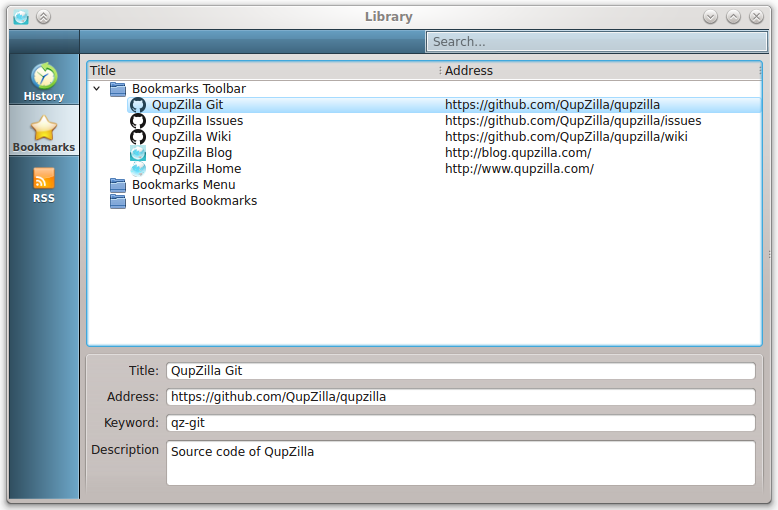 Library
Search...
Title Address
History
Bookmarks
RSS
Bookmarks Toolbar
QupZilla Git https://github.com/QupZilla/qupzilla
QupZilla Issues https://github.com/QupZilla/qupzilla/issues
QupZilla Wiki https://github.com/QupZilla/qupzilla/wiki
QupZilla Blog http://blog.qupzilla.com/
QupZilla Home http://www.qupzilla.com/
Bookmarks Menu
Unsorted Bookmarks
Title: QupZilla Git
Address: https://github.com/QupZilla/qupzilla
Keyword: qz-git
Description Source code of QupZilla